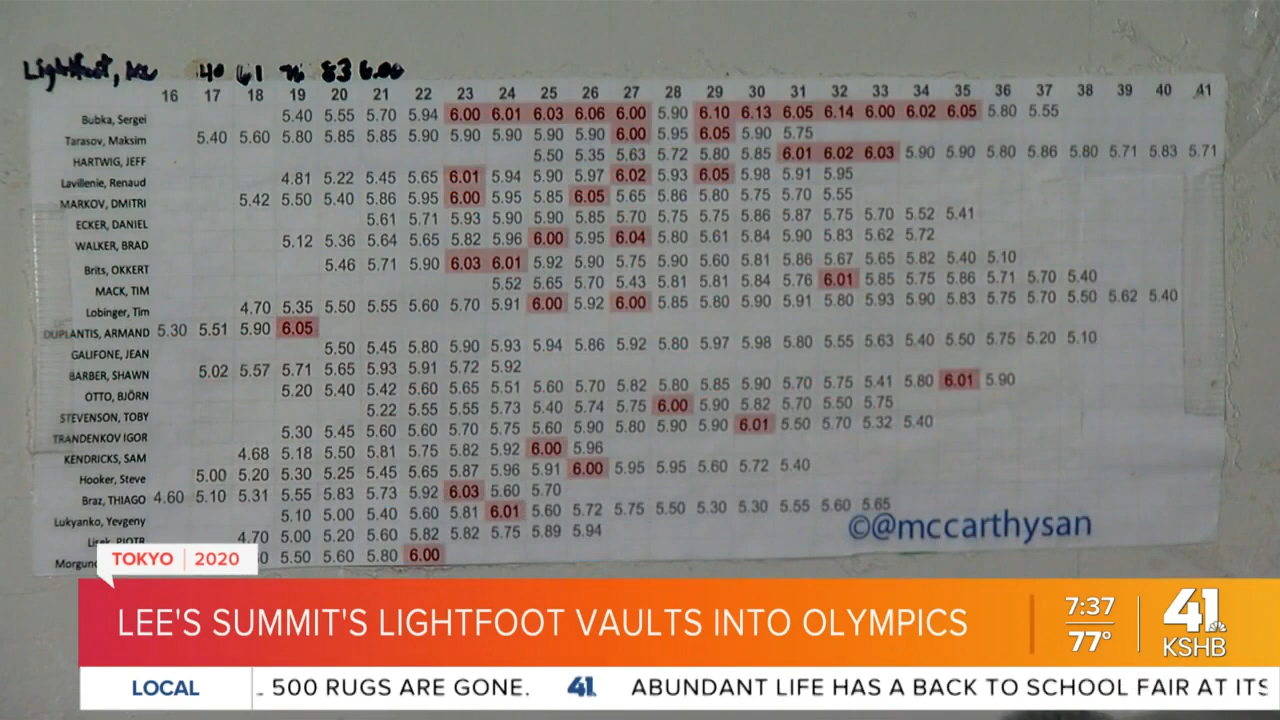 Lightfoot, 40 61 76 83 6.00
16 17 18 19 20 21 22 23 24 25 26 27 28 29 30 31 32 33 34 35 36 37 38 39 40 41
Bubka, Sergei 5.40 5.55 5.70 5.94 6.00 6.01 6.03 6.06 6.00 5.90 6.10 6.13 6.05 6.14 6.00 6.02 6.05 5.80 5.55
Tarasov, Maksim 5.40 5.60 5.80 5.85 5.85 5.90 5.90 5.90 5.90 5.90 6.00 5.95 6.05 5.90 5.75
HARTWIG, JEFF 5.50 5.35 5.63 5.72 5.80 5.85 6.01 6.02 6.03 5.90 5.90 5.80 5.86 5.80 5.71 5.83 5.71
Lavillenie, Renaud 4.81 5.22 5.45 5.65 6.01 5.94 5.90 5.97 6.02 5.93 6.05 5.98 5.91 5.95
MARKOV, DMITRI 5.42 5.50 5.40 5.86 5.95 6.00 5.95 5.85 6.05 5.65 5.86 5.80 5.75 5.70 5.55
ECKER, DANIEL 5.61 5.71 5.93 5.90 5.90 5.85 5.70 5.75 5.75 5.86 5.87 5.75 5.70 5.52 5.41
WALKER, BRAD 5.12 5.36 5.64 5.65 5.82 5.96 6.00 5.95 6.04 5.80 5.61 5.84 5.90 5.83 5.62 5.72
Brits, OKKERT 5.46 5.71 5.90 6.03 6.01 5.92 5.90 5.75 5.90 5.60 5.81 5.86 5.67 5.65 5.82 5.40 5.10
MACK, TIM 5.52 5.65 5.70 5.43 5.81 5.81 5.84 5.76 6.01 5.85 5.75 5.86 5.71 5.70 5.40
Lobinger, Tim 4.70 5.35 5.50 5.55 5.60 5.70 5.91 6.00 5.92 6.00 5.85 5.80 5.90 5.91 5.80 5.93 5.90 5.83 5.75 5.70 5.50 5.62 5.40
DUPLANTIS, ARMAND 5.30 5.51 5.90 6.05
GALIFONE, JEAN 5.50 5.45 5.80 5.90 5.93 5.94 5.86 5.92 5.80 5.97 5.98 5.80 5.55 5.63 5.40 5.50 5.75 5.20 5.10
BARBER, SHAWN 5.02 5.57 5.71 5.65 5.93 5.91 5.72 5.92
OTTO, BJÖRN 5.20 5.40 5.42 5.60 5.65 5.51 5.60 5.70 5.82 5.80 5.85 5.90 5.70 5.75 5.41 5.80 6.01 5.90
STEVENSON, TOBY 5.22 5.55 5.55 5.73 5.40 5.74 5.75 6.00 5.90 5.82 5.70 5.50 5.75
TRANDENKOV IGOR 5.30 5.45 5.60 5.60 5.70 5.75 5.60 5.90 5.80 5.90 5.90 6.01 5.50 5.70 5.32 5.40
KENDRICKS, SAM 4.68 5.18 5.50 5.81 5.75 5.82 5.92 6.00 5.96
Hooker, Steve 5.00 5.20 5.30 5.25 5.45 5.65 5.87 5.96 5.91 6.00 5.95 5.95 5.60 5.72 5.40
Braz, THIAGO 4.60 5.10 5.31 5.55 5.83 5.73 5.92 6.03 5.60 5.70
Lukyanko, Yevgeny 5.10 5.00 5.40 5.60 5.81 6.01 5.60 5.72 5.75 5.50 5.30 5.30 5.55 5.60 5.65
PIOTR 4.70 5.00 5.20 5.60 5.82 5.82 5.75 5.89 5.94
5.50 5.60 5.80 6.00
©@mccarthysan
TOKYO | 2020
LEE'S SUMMIT'S LIGHTFOOT VAULTS INTO OLYMPICS
7:37
77°
41
KSHB
LOCAL 500 RUGS ARE GONE. 41 ABUNDANT LIFE HAS A BACK TO SCHOOL FAIR AT ITS